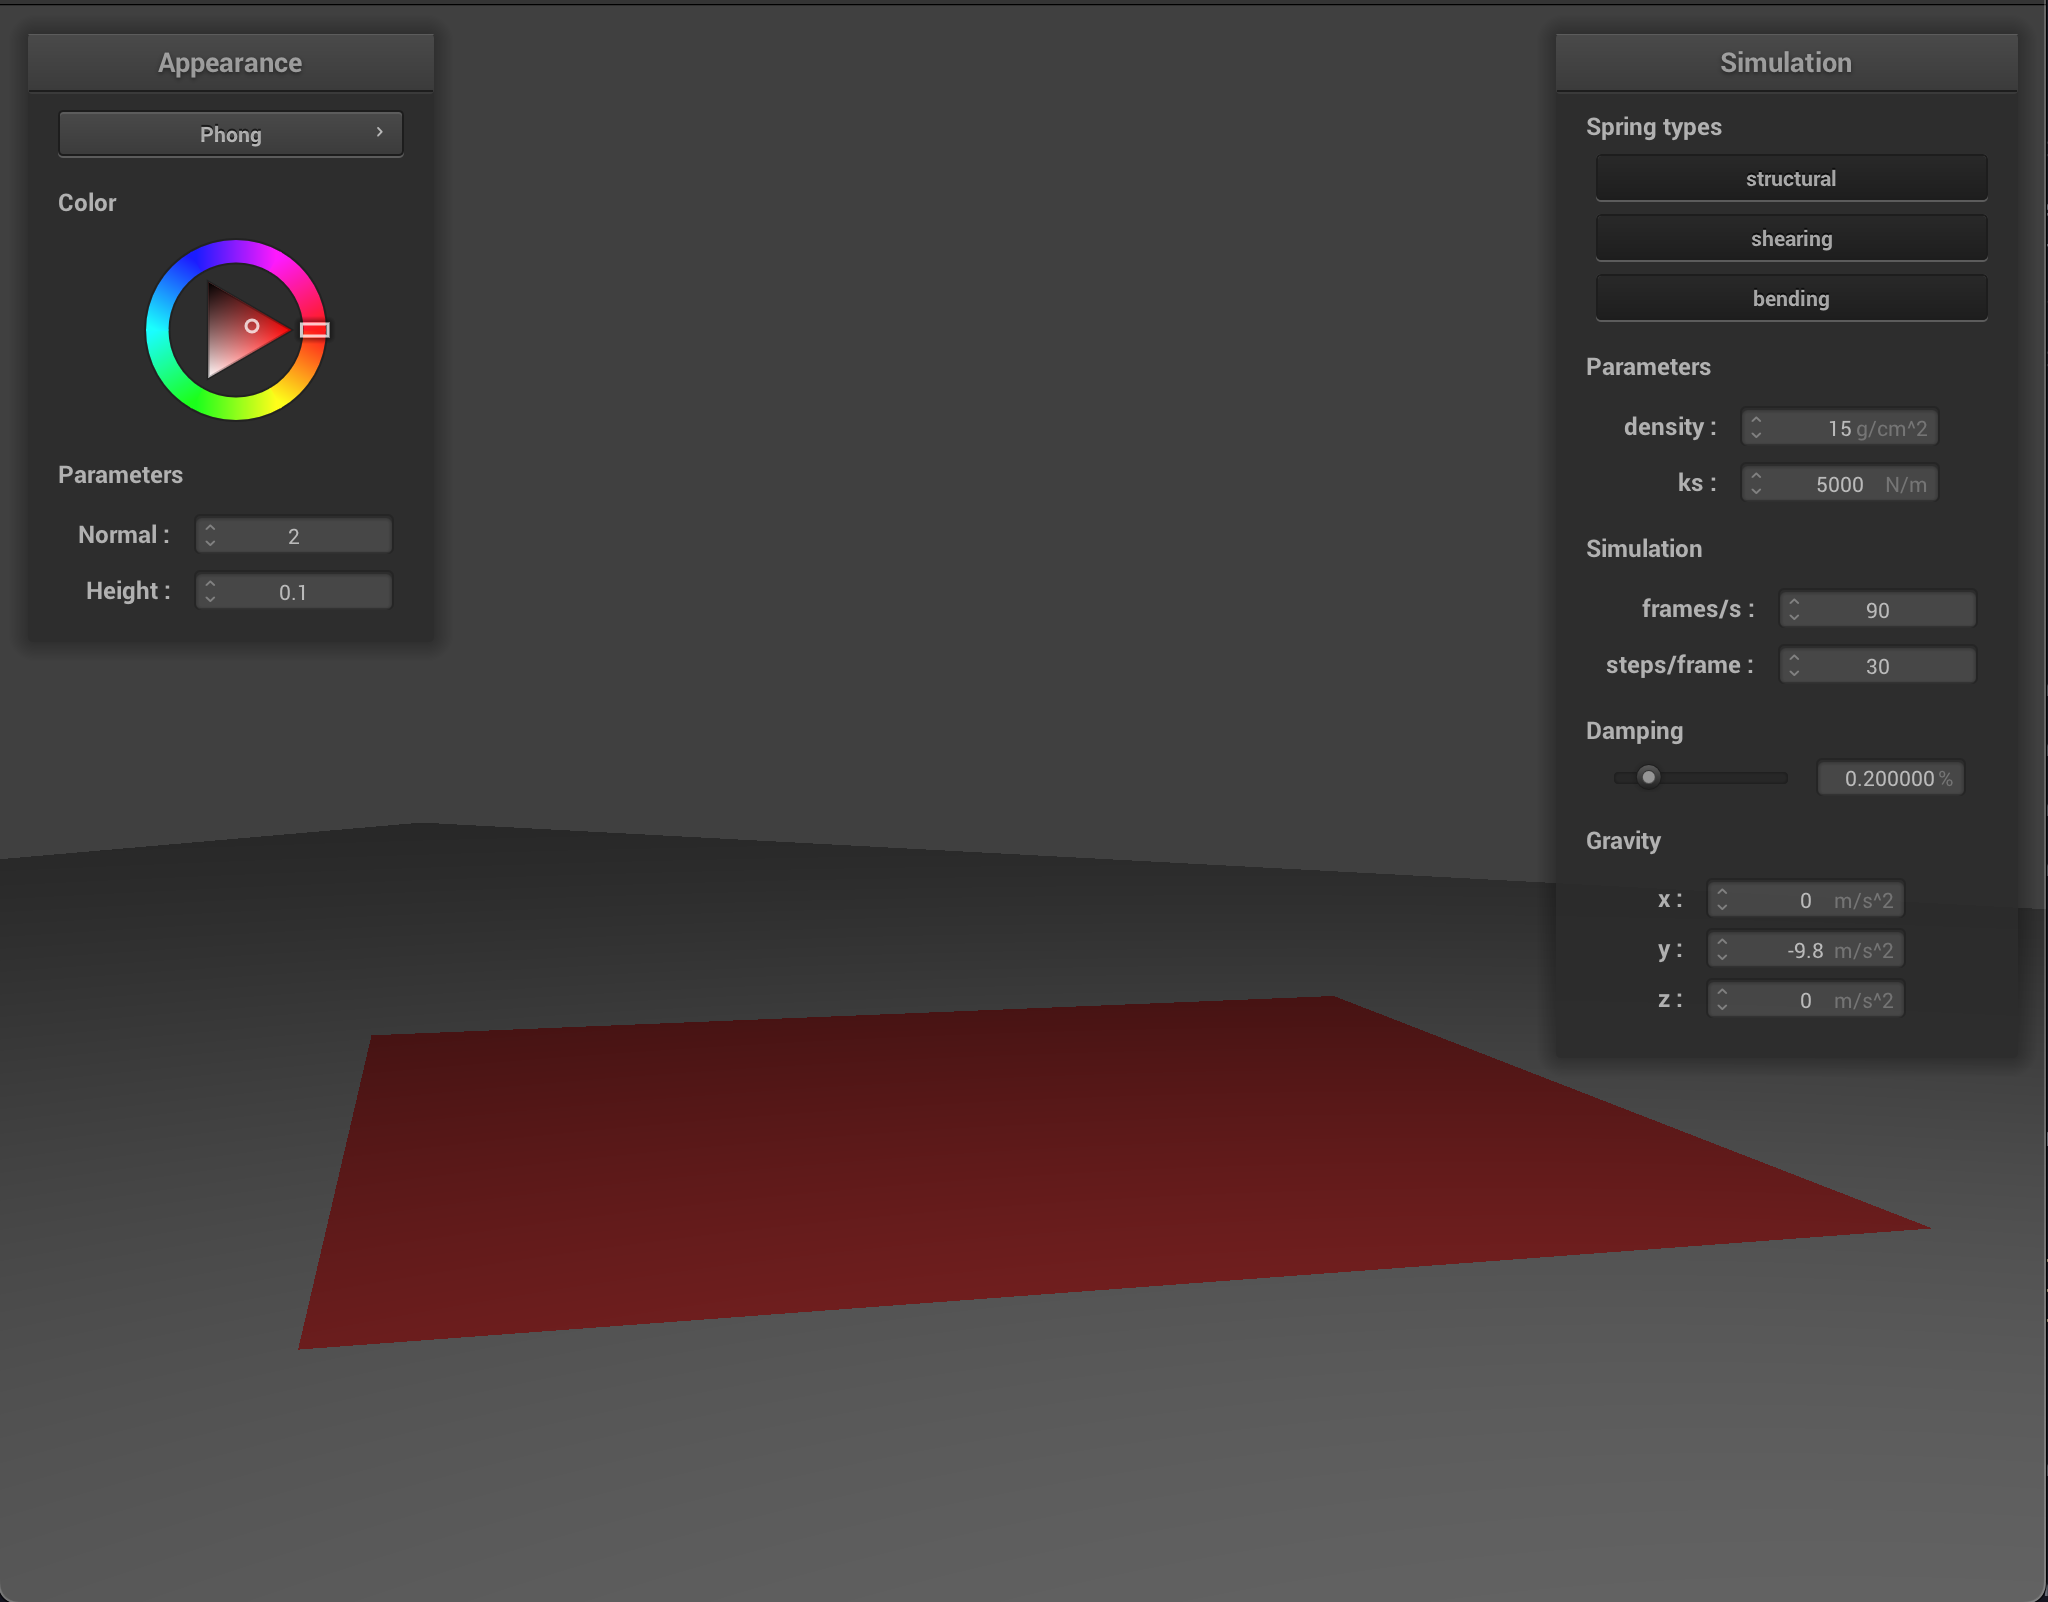 Appearance
Phong
Color
Parameters
Normal : 2
Height : 0.1
Simulation
Spring types
structural
shearing
bending
Parameters
density : 15 g/cm^2
ks : 5000 N/m
Simulation
frames/s : 90
steps/frame : 30
Damping
0.200000 %
Gravity
x : 0 m/s^2
y : -9.8 m/s^2
z : 0 m/s^2